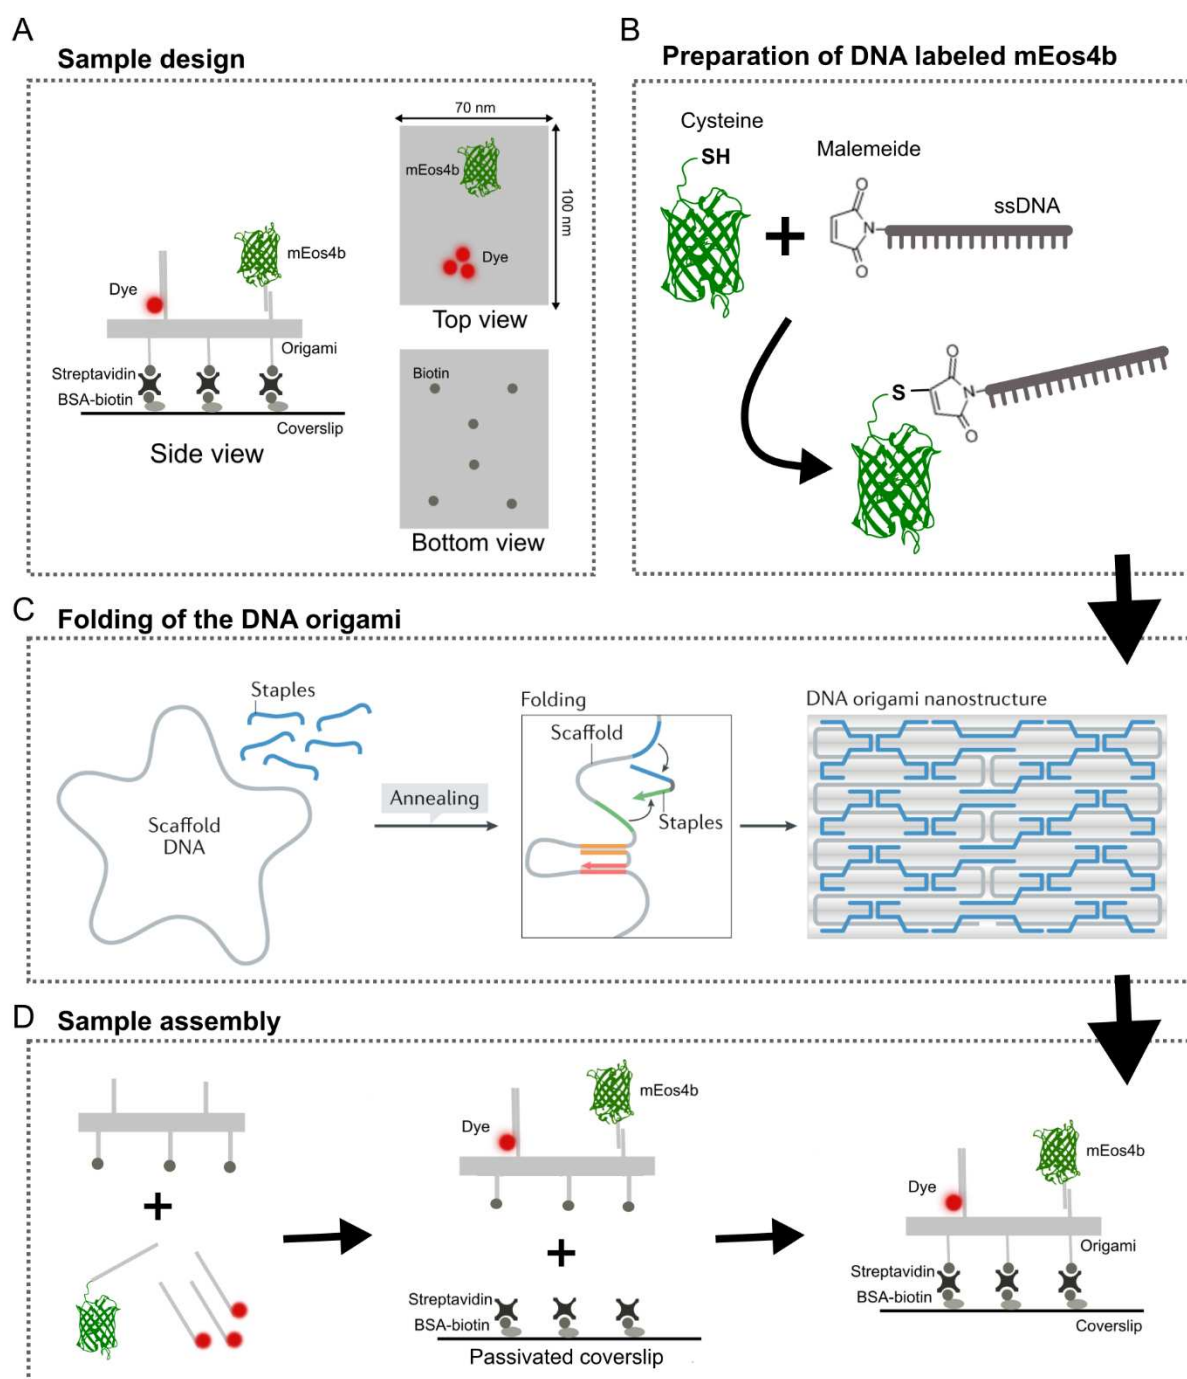 A
Sample design
70 nm
mEos4b
100 nm
Dye
Top view
mEos4b
Dye
Origami
Streptavidin
BSA-biotin
Coverslip
Side view
Biotin
Bottom view
B
Preparation of DNA labeled mEos4b
Cysteine
SH
Malemeide
O
N
O
ssDNA
O
S
N
O
C
Folding of the DNA origami
Staples
Scaffold
DNA
Annealing
Folding
Scaffold
Staples
DNA origami nanostructure
D
Sample assembly
+
mEos4b
Dye
+
Streptavidin
BSA-biotin
Passivated coverslip
mEos4b
Dye
Origami
Streptavidin
BSA-biotin
Coverslip